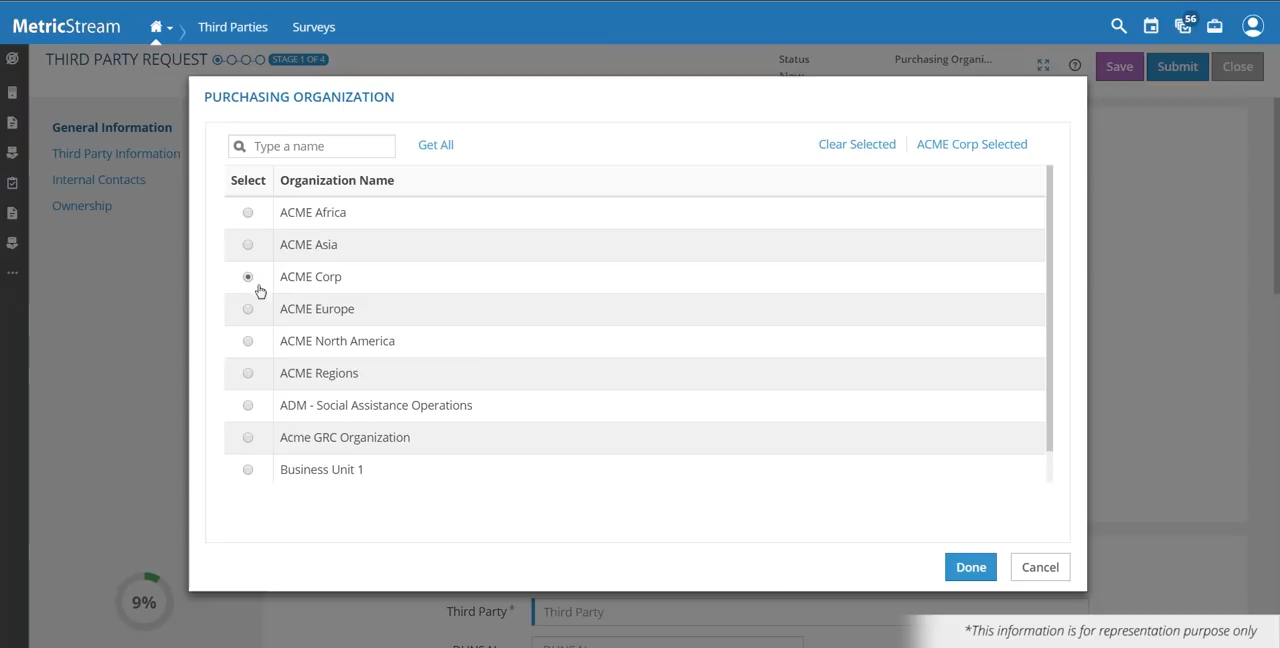 MetricStream
Third Parties
Surveys
56
THIRD PARTY REQUEST
STAGE 1 OF 4
Status
Purchasing Organi...
Save
Submit
Close
PURCHASING ORGANIZATION
General Information
Third Party Information
Internal Contacts
Ownership
Type a name
Get All
Clear Selected
ACME Corp Selected
Select
Organization Name
ACME Africa
ACME Asia
ACME Corp
ACME Europe
ACME North America
ACME Regions
ADM - Social Assistance Operations
Acme GRC Organization
Business Unit 1
Done
Cancel
9%
Third Party *
Third Party
*This information is for representation purpose only